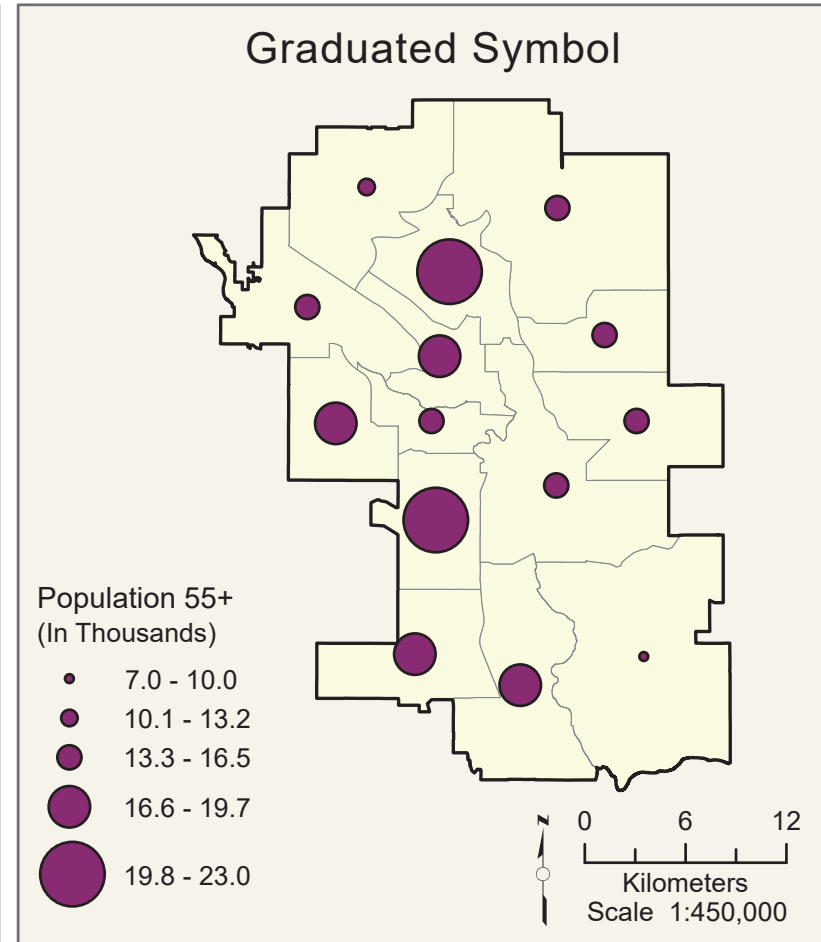 Graduated Symbol
Population 55+
(In Thousands)
7.0 - 10.0
10.1 - 13.2
13.3 - 16.5
16.6 - 19.7
19.8 - 23.0
N
0 6 12
Kilometers
Scale 1:450,000